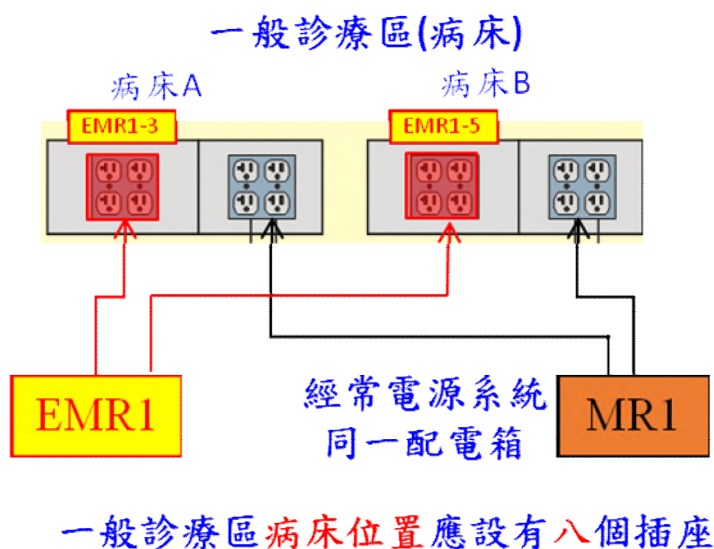 一般診療區(病床)
病床A
病床B
EMR1-3
EMR1-5
EMR1
經常電源系統
同一配電箱
MR1
一般診療區病床位置應設有八個插座